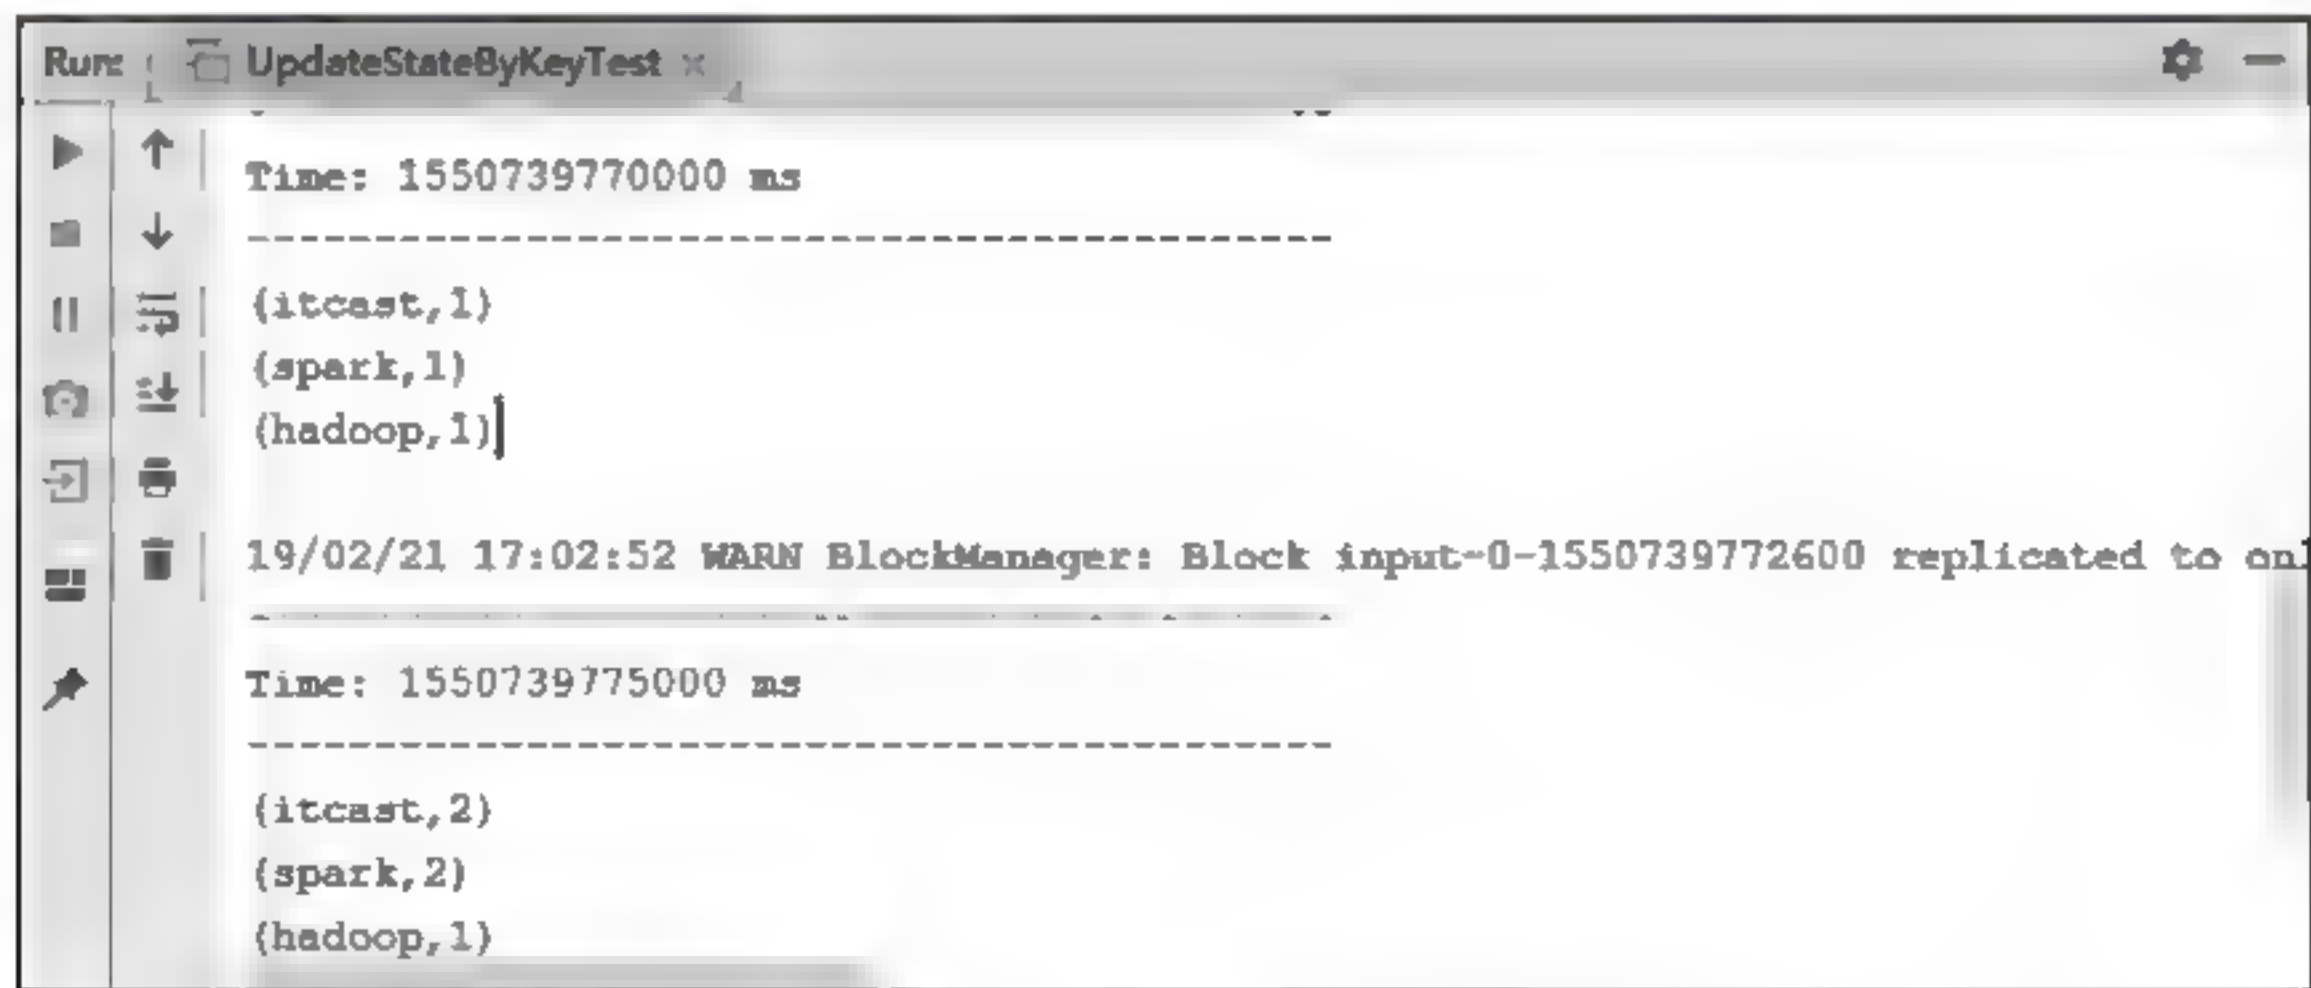 Run: UpdateStateByKeyTest ×
Time: 1550739770000 ms
-------------------------------------------
(itcast,1)
(spark,1)
(hadoop,1)
19/02/21 17:02:52 WARN BlockManager: Block input-0-1550739772600 replicated to onl
-------------------------------------------
Time: 1550739775000 ms
-------------------------------------------
(itcast,2)
(spark,2)
(hadoop,1)